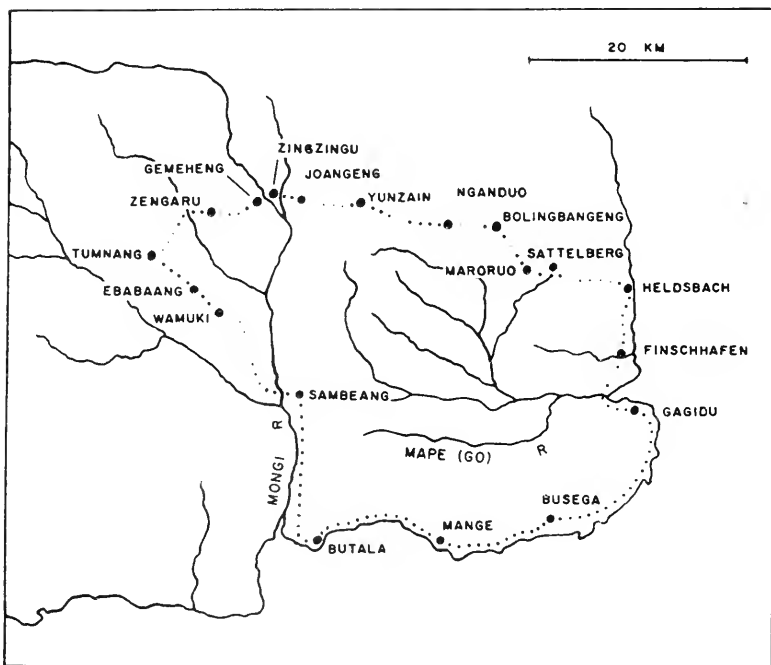 20 KM
ZINGZINGU
GEMEHENG
JOANGENG
ZENGARU
YUNZAIN
NGANDUO
BOLINGBANGENG
TUMNANG
SATTELBERG
MARORUO
EBABAANG
HELDSBACH
WAMUKI
FINSCHHAFEN
SAMBEANG
GAGIDU
MAPE (GO) R
MONGI R
BUSEGA
MANGE
BUTALA